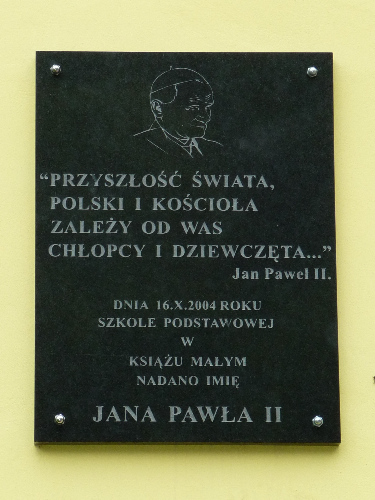 “PRZYSZŁOŚĆ ŚWIATA,
POLSKI I KOŚCIOŁA
ZALEŻY OD WAS
CHŁOPCY I DZIEWCZĘTA...”
Jan Paweł II.
DNIA 16.X.2004 ROKU
SZKOLE PODSTAWOWEJ
W
KSIĄŻU MAŁYM
NADANO IMIĘ
JANA PAWŁA II